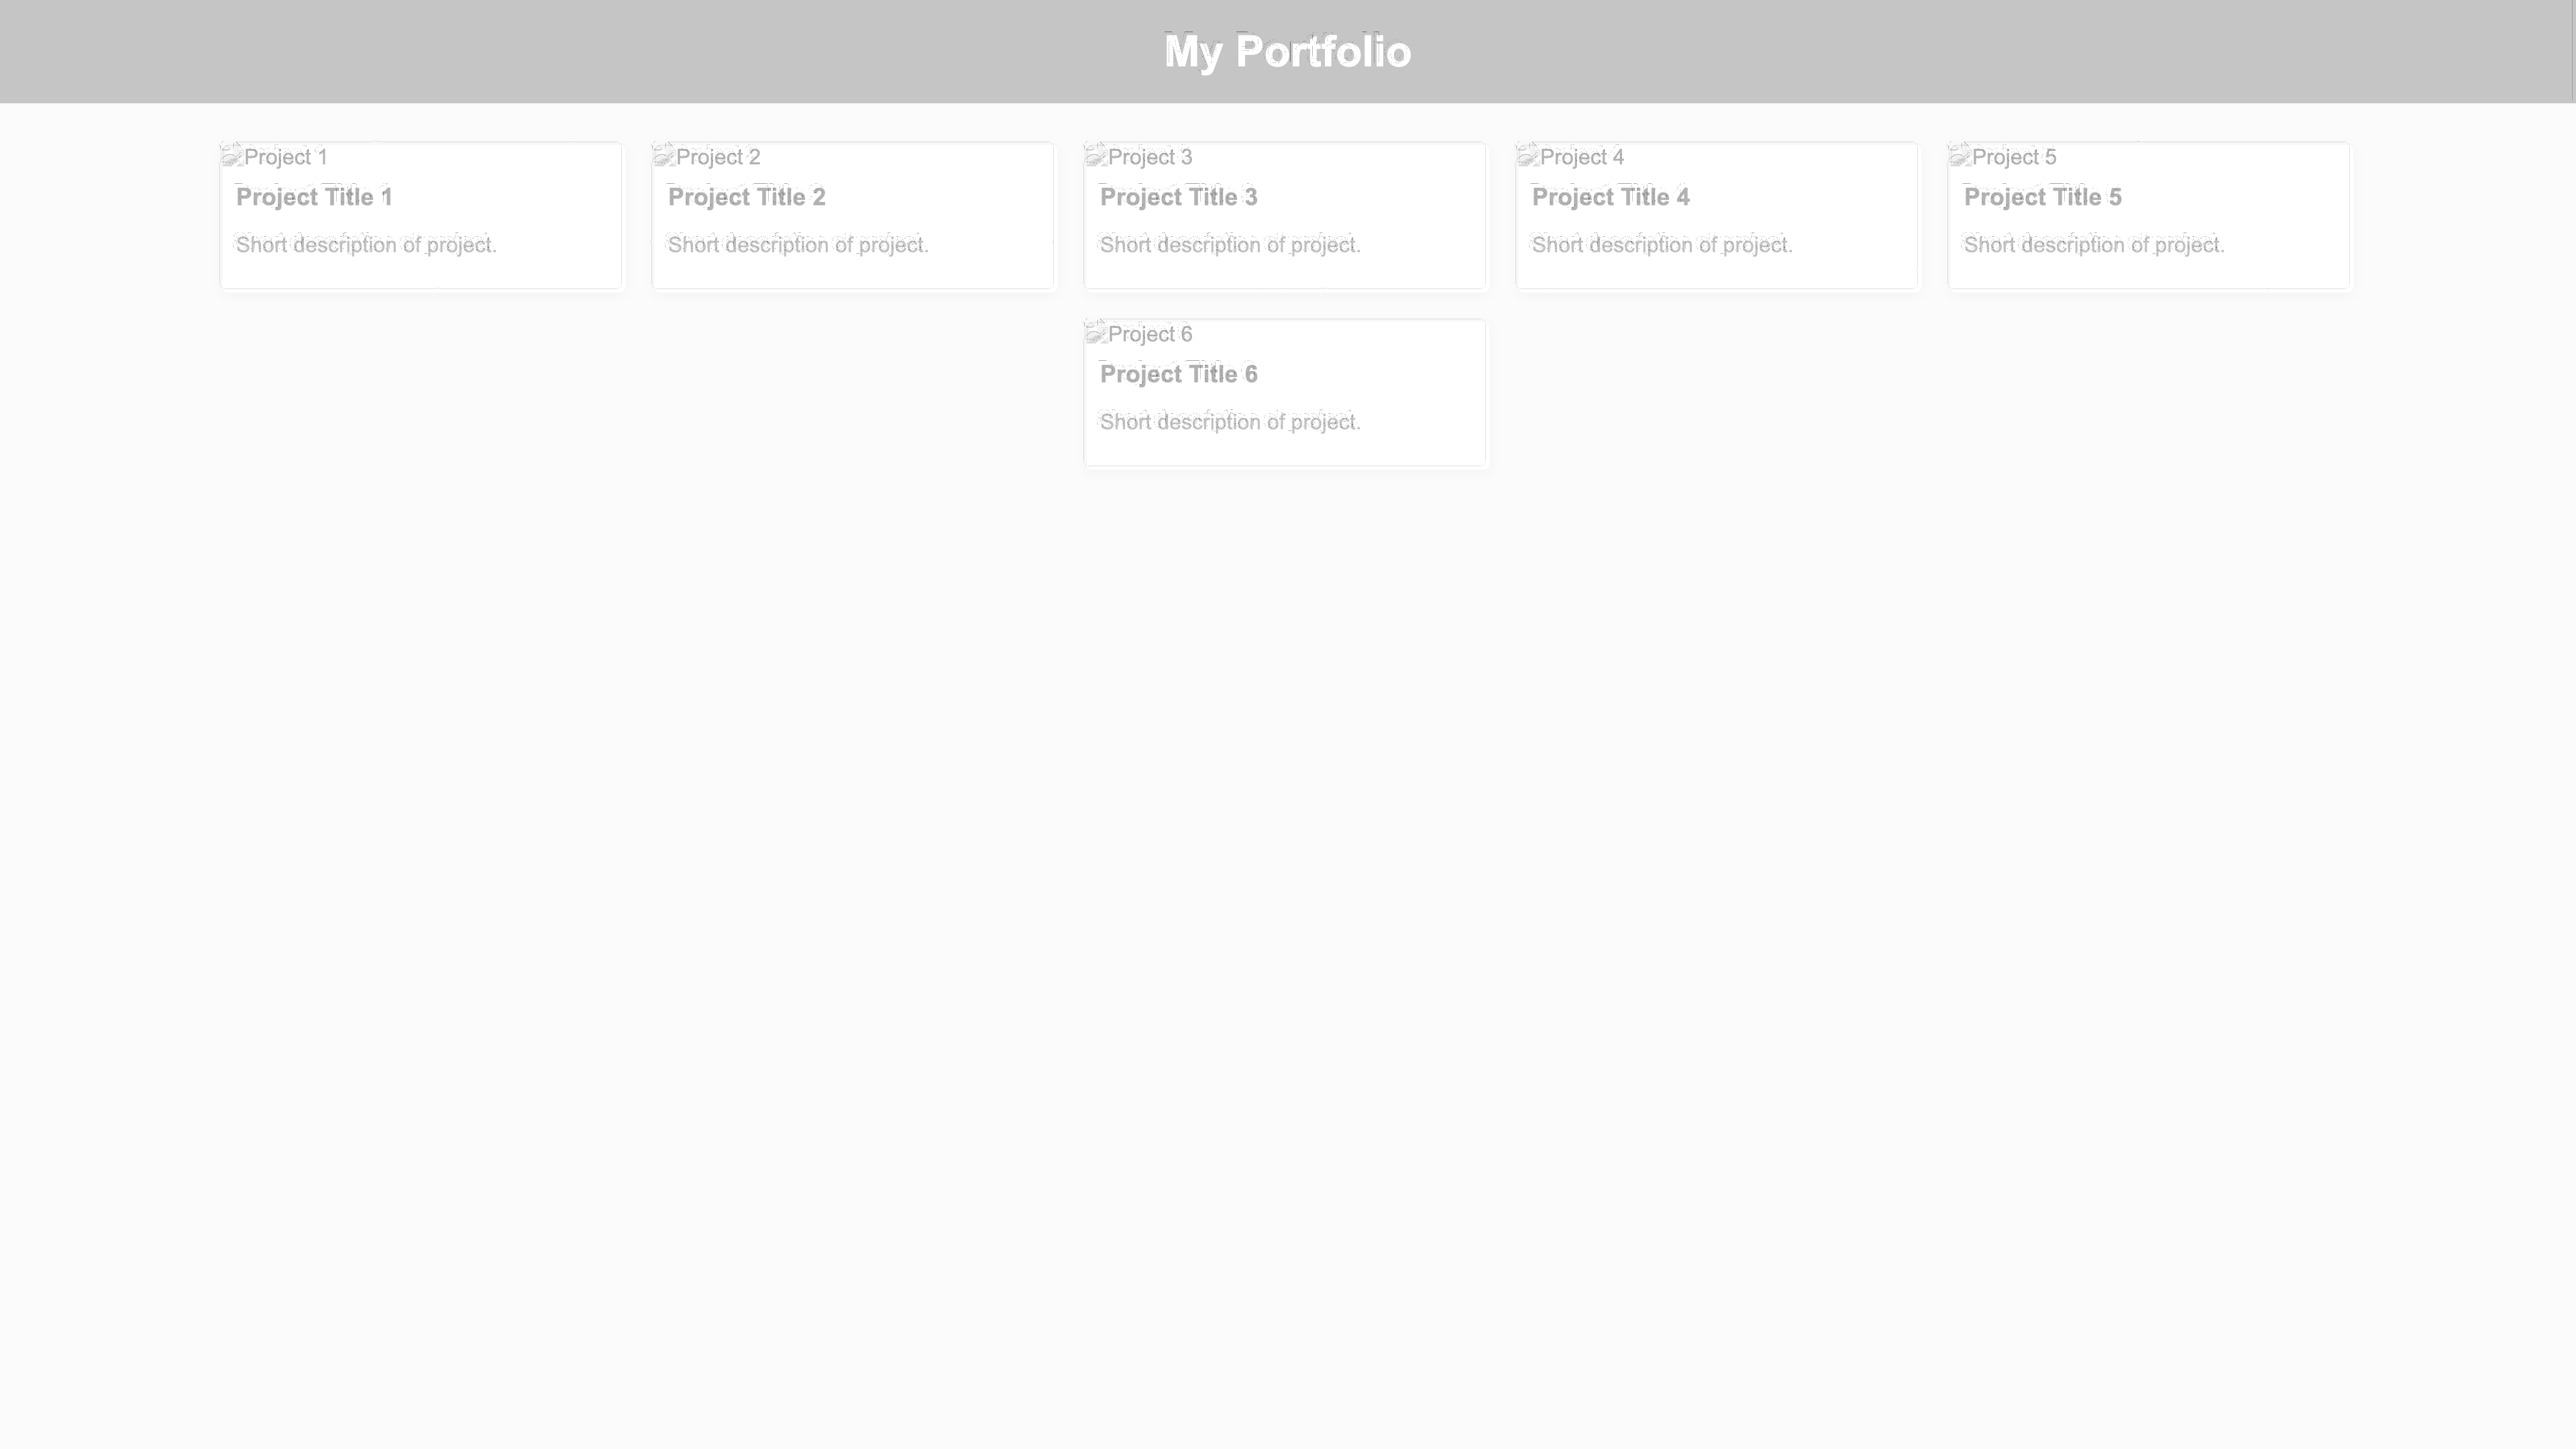 My Portfolio
Project 1
Project Title 1
Short description of project.
Project 2
Project Title 2
Short description of project.
Project 3
Project Title 3
Short description of project.
Project 4
Project Title 4
Short description of project.
Project 5
Project Title 5
Short description of project.
Project 6
Project Title 6
Short description of project.